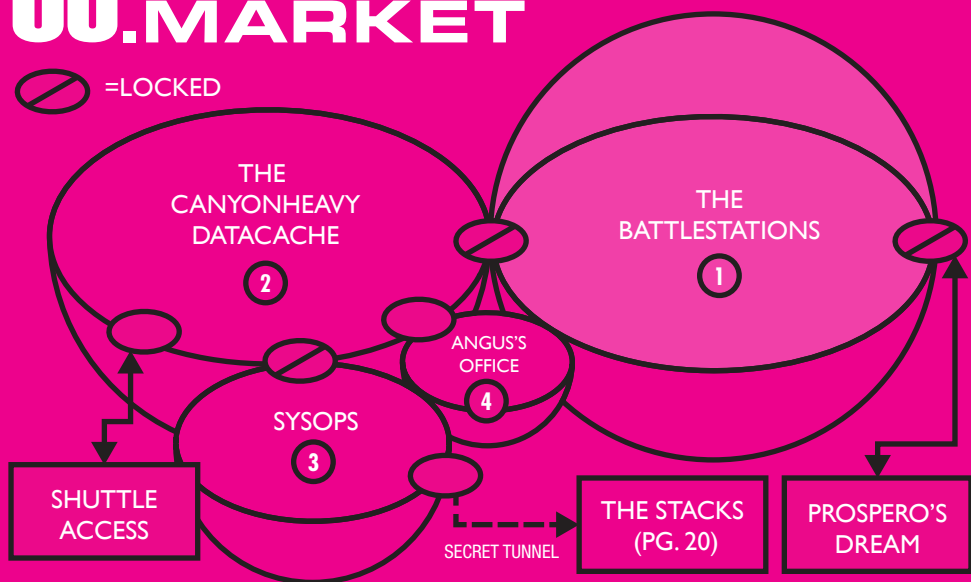 00.MARKET
=LOCKED
THE
CANYONHEAVY
DATACACHE
2
THE
BATTLESTATIONS
1
ANGUS'S
OFFICE
4
SYSOPS
3
SHUTTLE
ACCESS
SECRET TUNNEL
THE STACKS
(PG. 20)
PROSPERO'S
DREAM